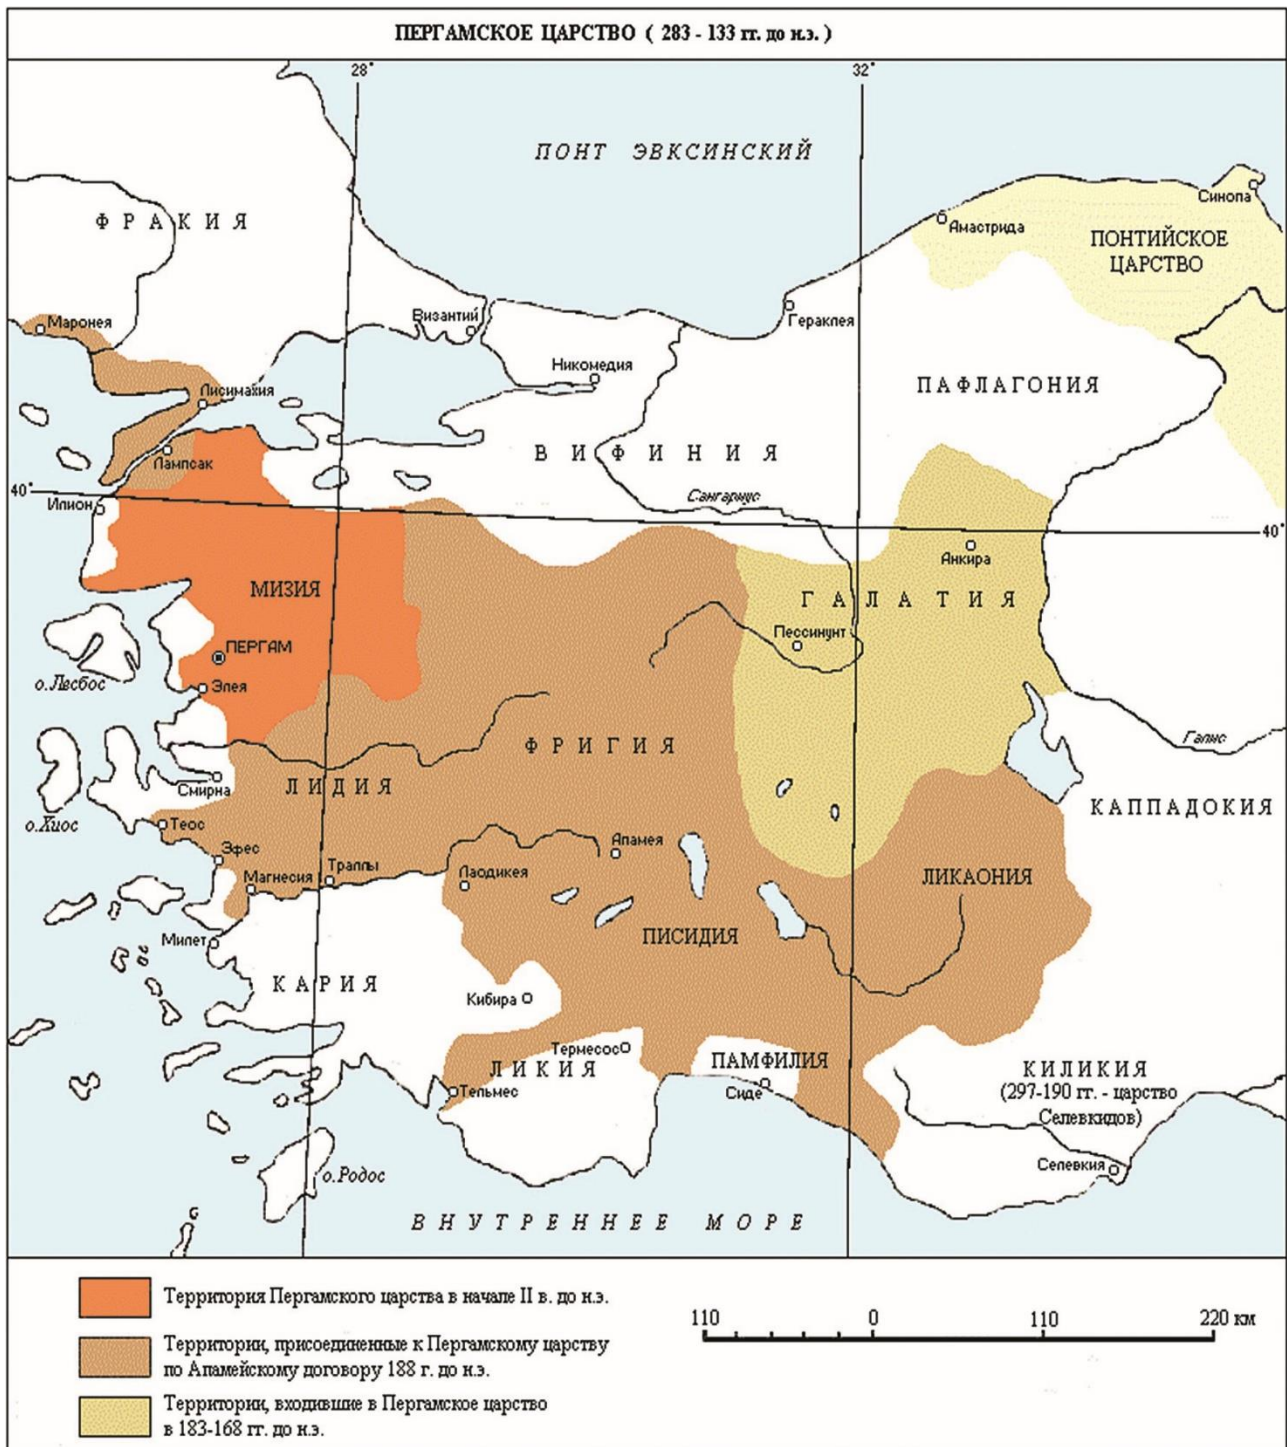 ПЕРГАМСКОЕ ЦАРСТВО ( 283 - 133 гг. до н.э. )
28°
32°
ПОНТ ЭВКСИНСКИЙ
Синопа
ФРАКИЯ
Амастрида
ПОНТИЙСКОЕ
ЦАРСТВО
Маронея
Византий
Гераклея
Никомедия
ПАФЛАГОНИЯ
Лисимахия
ВИФИНИЯ
Лампсак
40°
Илион
Сангариус
40°
Анкира
МИЗИЯ
ГАЛАТИЯ
Пессинунт
ПЕРГАМ
о.Лесбос
Элея
ФРИГИЯ
Галис
Смирна
ЛИДИЯ
КАППАДОКИЯ
о.Хиос
Теос
Эфес
Апамея
Магнесия
Траллы
Лаодикея
ЛИКАОНИЯ
Милет
ПИСИДИЯ
КАРИЯ
Кибира
Термесос
ЛИКИЯ
ПАМФИЛИЯ
КИЛИКИЯ
(297-190 гг. - царство
Селевкидов)
Тельмес
Сиде
Селевкия
о.Родос
ВНУТРЕННЕЕ МОРЕ
Территория Пергамского царства в начале II в. до н.э.
110 0 110 220 км
Территории, присоединенные к Пергамскому царству
по Апамейскому договору 188 г. до н.э.
Территории, входившие в Пергамское царство
в 183-168 гг. до н.э.